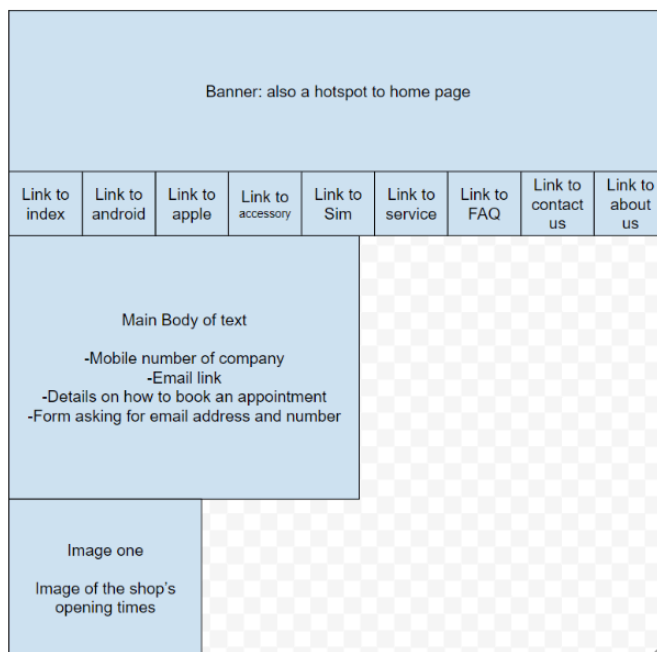 Banner: also a hotspot to home page
Link to
index
Link to
android
Link to
apple
Link to
accessory
Link to
Sim
Link to
service
Link to
FAQ
Link to
contact
us
Link to
about
us
Main Body of text
-Mobile number of company
-Email link
-Details on how to book an appointment
-Form asking for email address and number
Image one
Image of the shop's
opening times